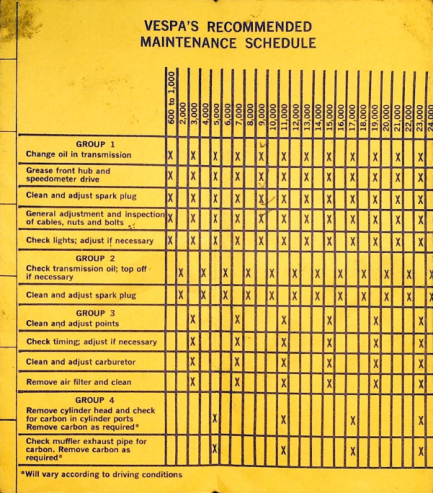 VESPA'S RECOMMENDED
MAINTENANCE SCHEDULE
600 to 1,000
2,000
3,000
4,000
5,000
6,000
7,000
8,000
9,000
10,000
11,000
12,000
13,000
14,000
15,000
16,000
17,000
18,000
19,000
20,000
21,000
22,000
23,000
24,000
GROUP 1
Change oil in transmission X X X X X X X X X X X X
Grease front hub and
speedometer drive X X X X X X X X X X X X
Clean and adjust spark plug X X X X X X X X X X X X
General adjustment and inspection
of cables, nuts and bolts X X X X X X X X X X X X
Check lights; adjust if necessary X X X X X X X X X X X X
GROUP 2
Check transmission oil; top off
if necessary X X X X X X X X X X X X
Clean and adjust spark plug X X X X X X X X X X X X
GROUP 3
Clean and adjust points X X X X X X
Check timing; adjust if necessary X X X X X X
Clean and adjust carburetor X X X X X X
Remove air filter and clean X X X X X X
GROUP 4
Remove cylinder head and check
for carbon in cylinder ports
Remove carbon as required* X X X X
Check muffler exhaust pipe for
carbon. Remove carbon as
required* X X X X
*Will vary according to driving conditions